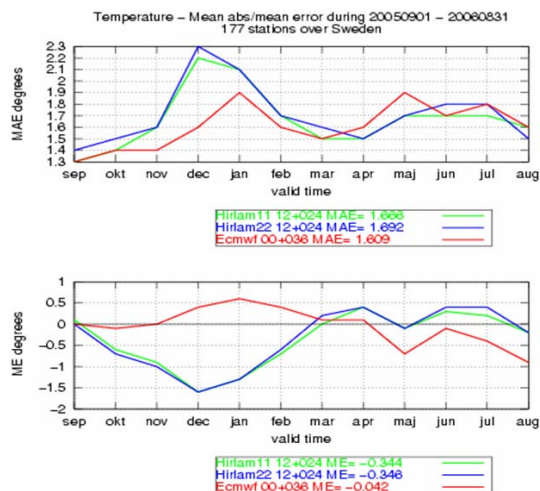 Temperature – Mean abs/mean error during 20050901 – 20060831
177 stations over Sweden
MAE degrees
2.3
2.2
2.1
2
1.9
1.8
1.7
1.6
1.5
1.4
1.3
sep okt nov dec jan feb mar apr maj jun jul aug
valid time
Hirlam11 12+024 MAE= 1.666
Hirlam22 12+024 MAE= 1.692
Ecmwf 00+036 MAE= 1.609
ME degrees
1
0.5
0
−0.5
−1
−1.5
−2
sep okt nov dec jan feb mar apr maj jun jul aug
valid time
Hirlam11 12+024 ME= −0.344
Hirlam22 12+024 ME= −0.346
Ecmwf 00+036 ME= −0.042